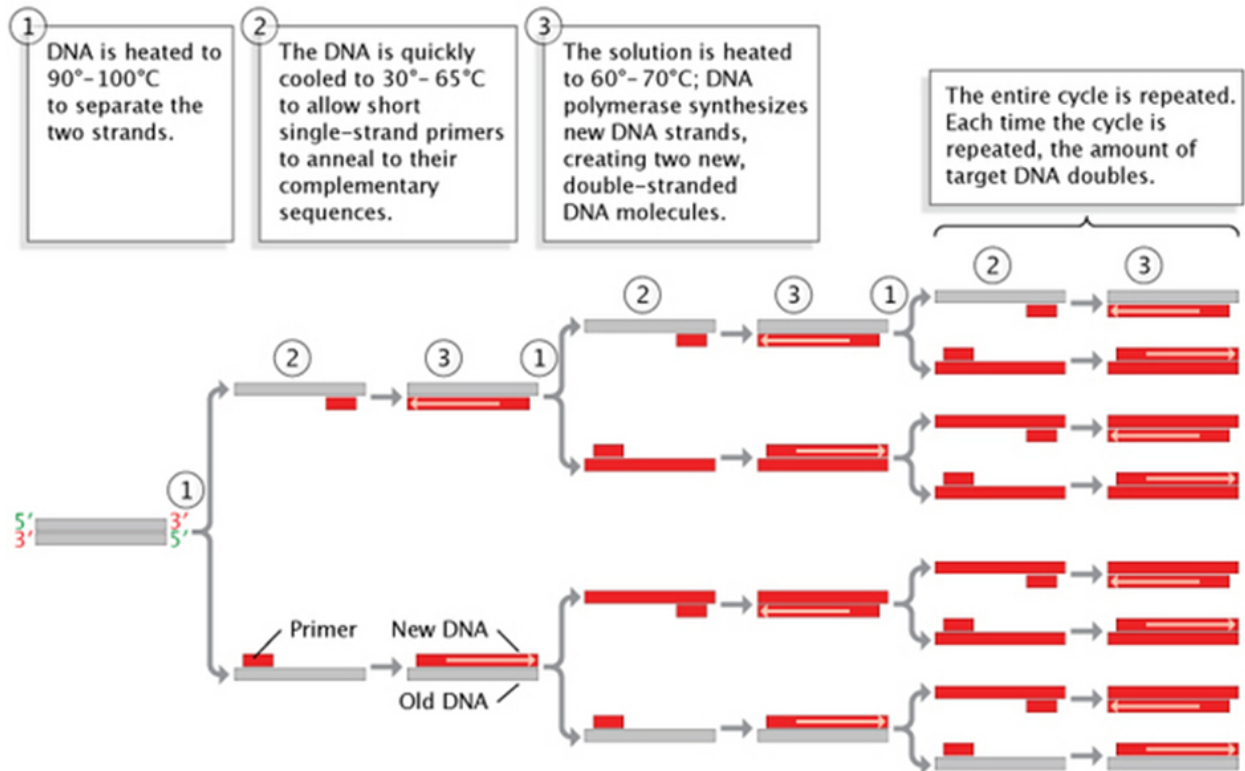 1
DNA is heated to
90°–100°C
to separate the
two strands.
2
The DNA is quickly
cooled to 30°–65°C
to allow short
single-strand primers
to anneal to their
complementary
sequences.
3
The solution is heated
to 60°–70°C; DNA
polymerase synthesizes
new DNA strands,
creating two new,
double-stranded
DNA molecules.
The entire cycle is repeated.
Each time the cycle is
repeated, the amount of
target DNA doubles.
2 3
2 3 1
2 3 1
1
5′ 3′
3′ 5′
Primer New DNA
Old DNA